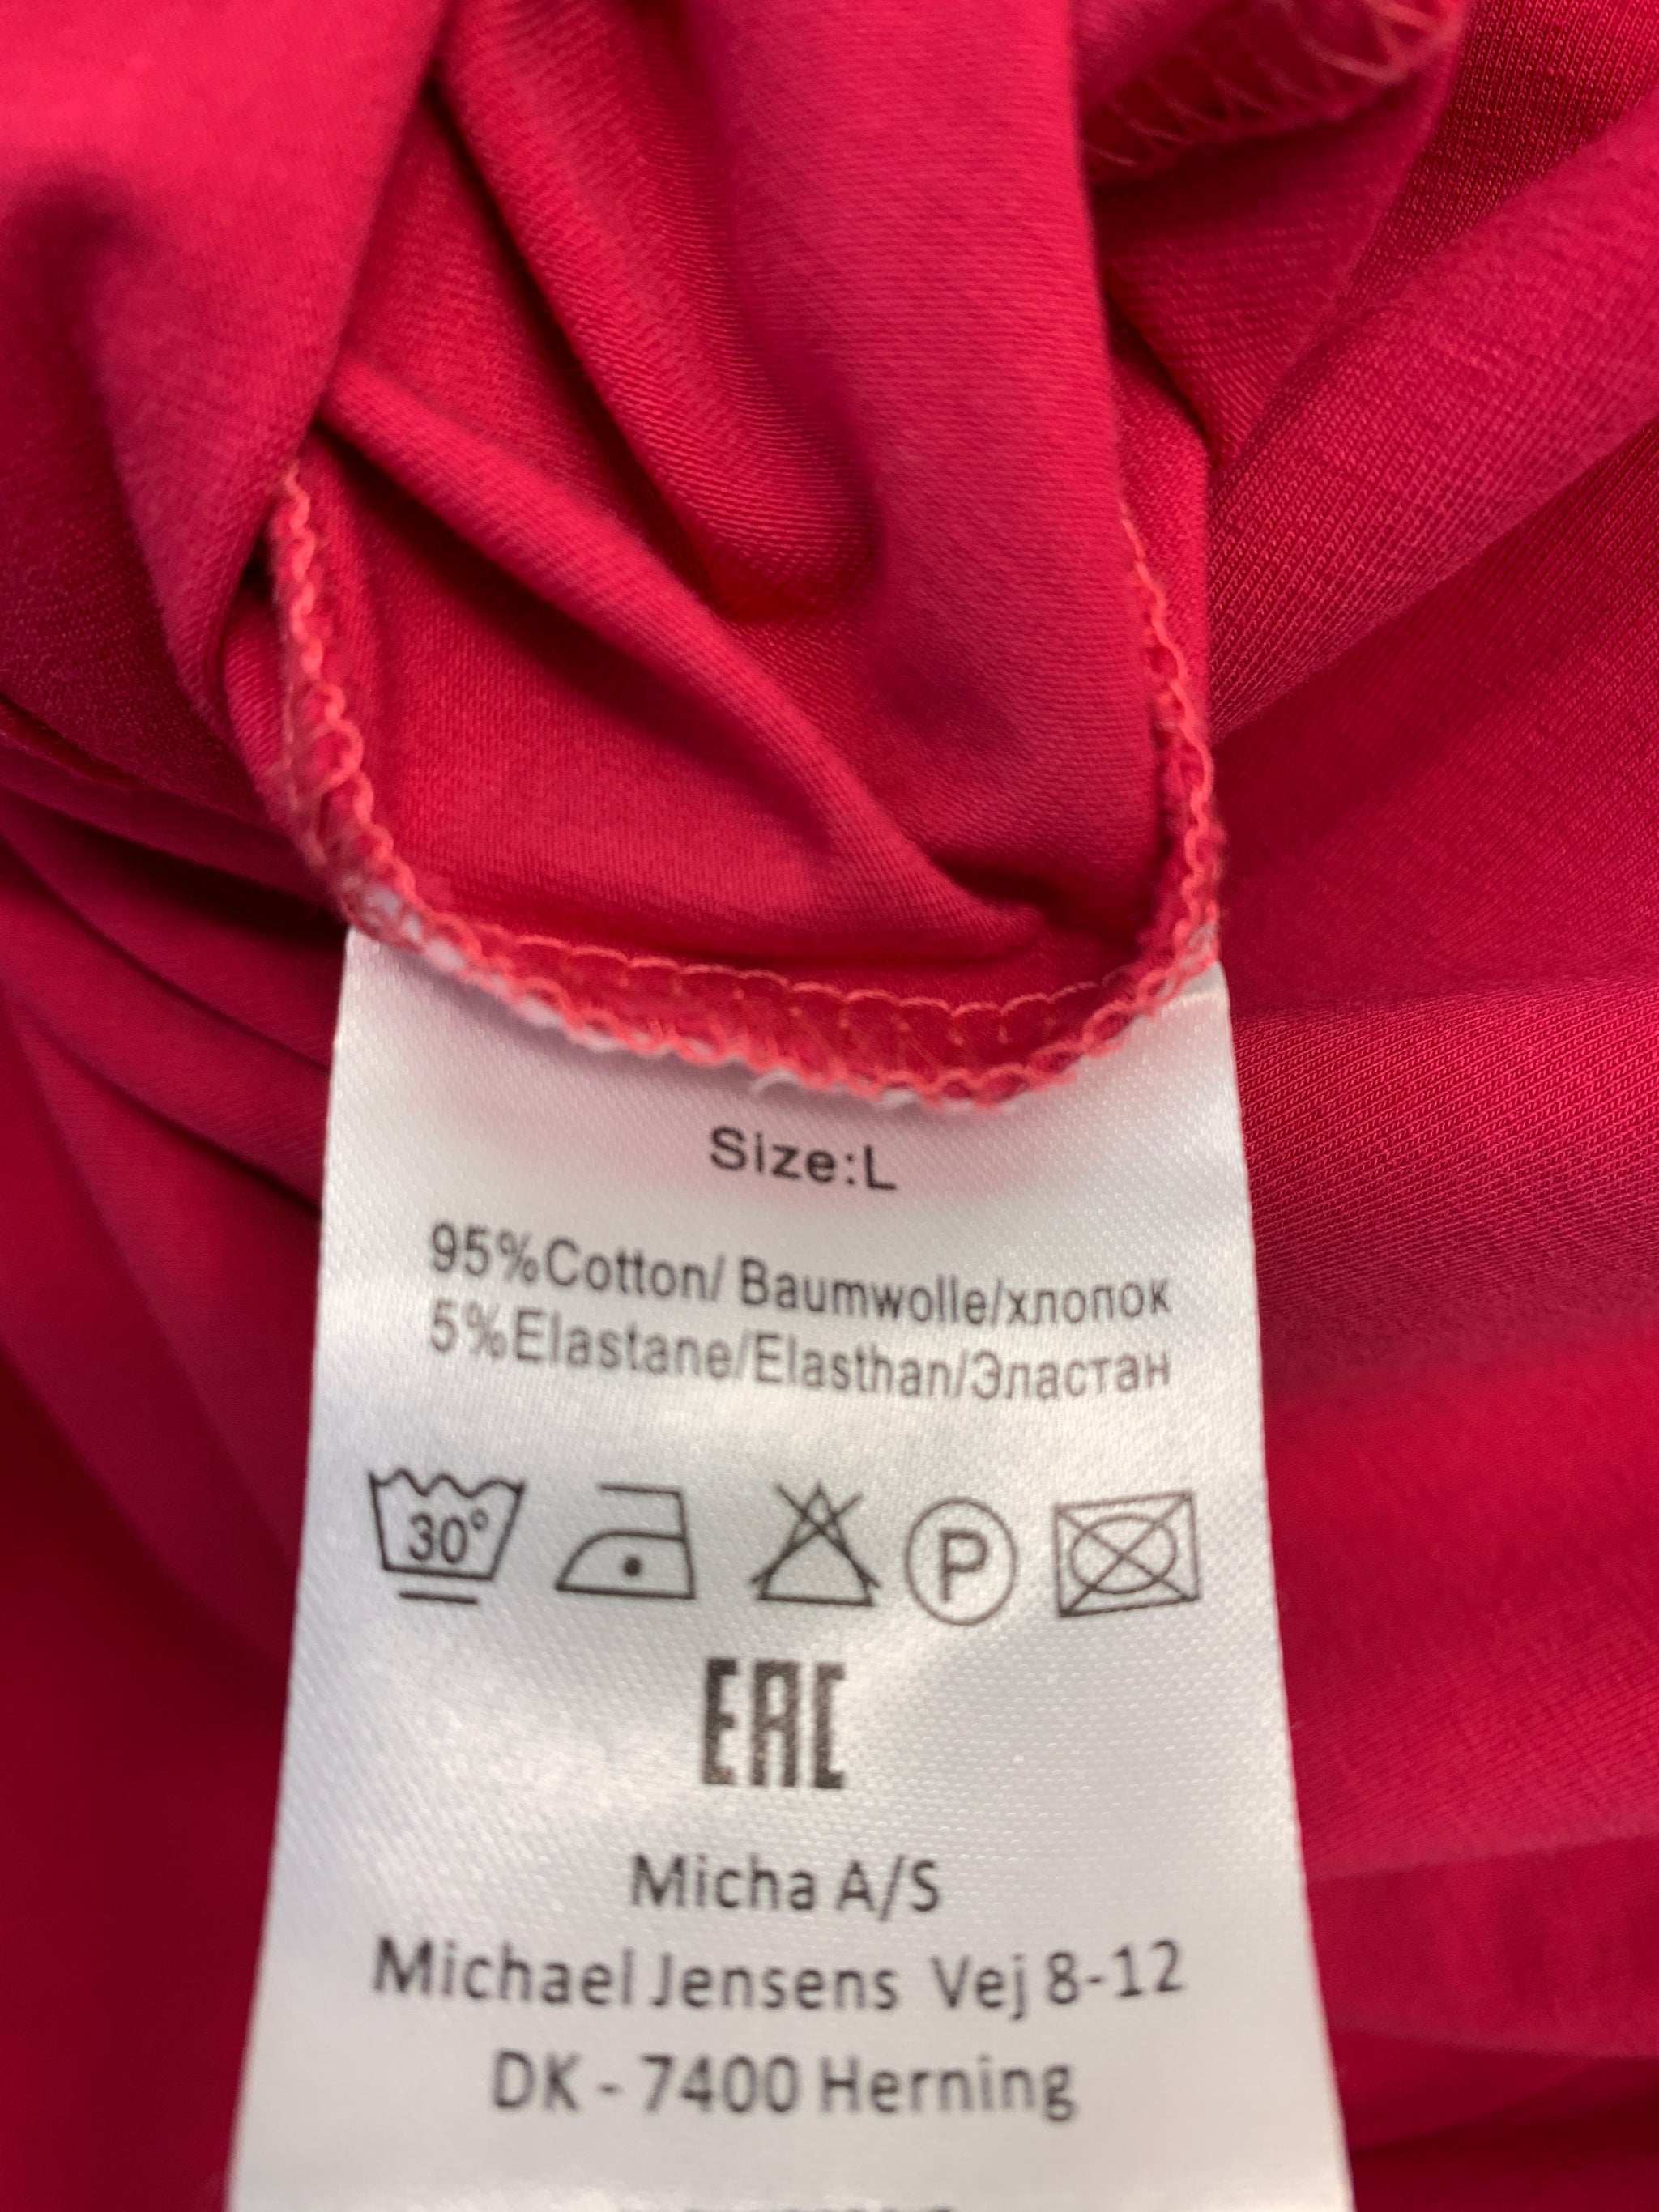 Size:L
95%Cotton/ Baumwolle/хлопок
5%Elastane/Elasthan/Эластан
30°
P
EAC
Micha A/S
Michael Jensens Vej 8-12
DK - 7400 Herning